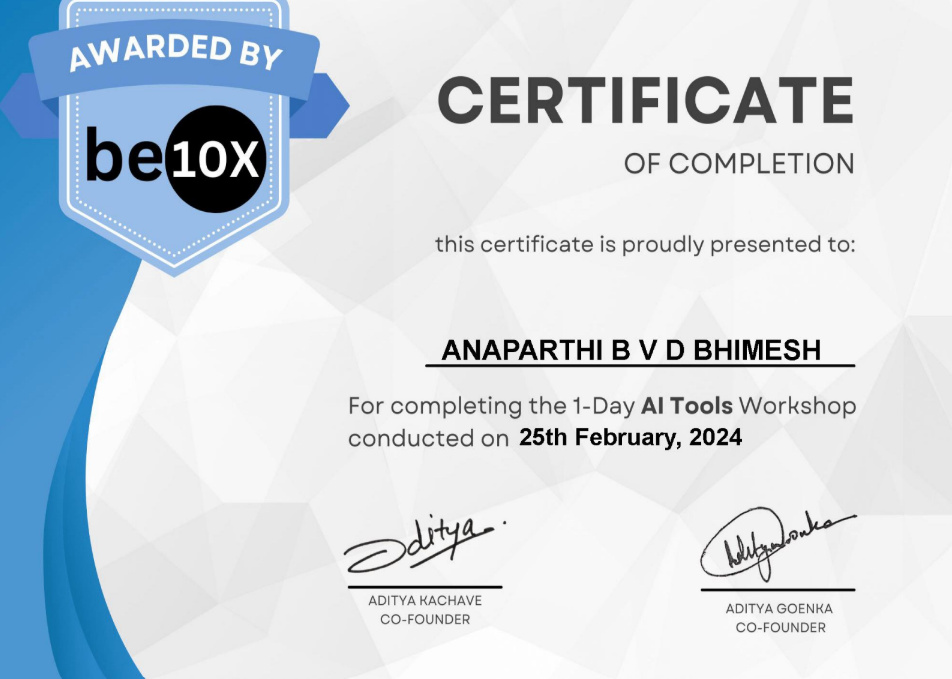 AWARDED BY
be10X
CERTIFICATE
OF COMPLETION
this certificate is proudly presented to:
ANAPARTHI B V D BHIMESH
For completing the 1-Day AI Tools Workshop
conducted on 25th February, 2024
Aditya
ADITYA KACHAVE
CO-FOUNDER
ADITYA GOENKA
CO-FOUNDER